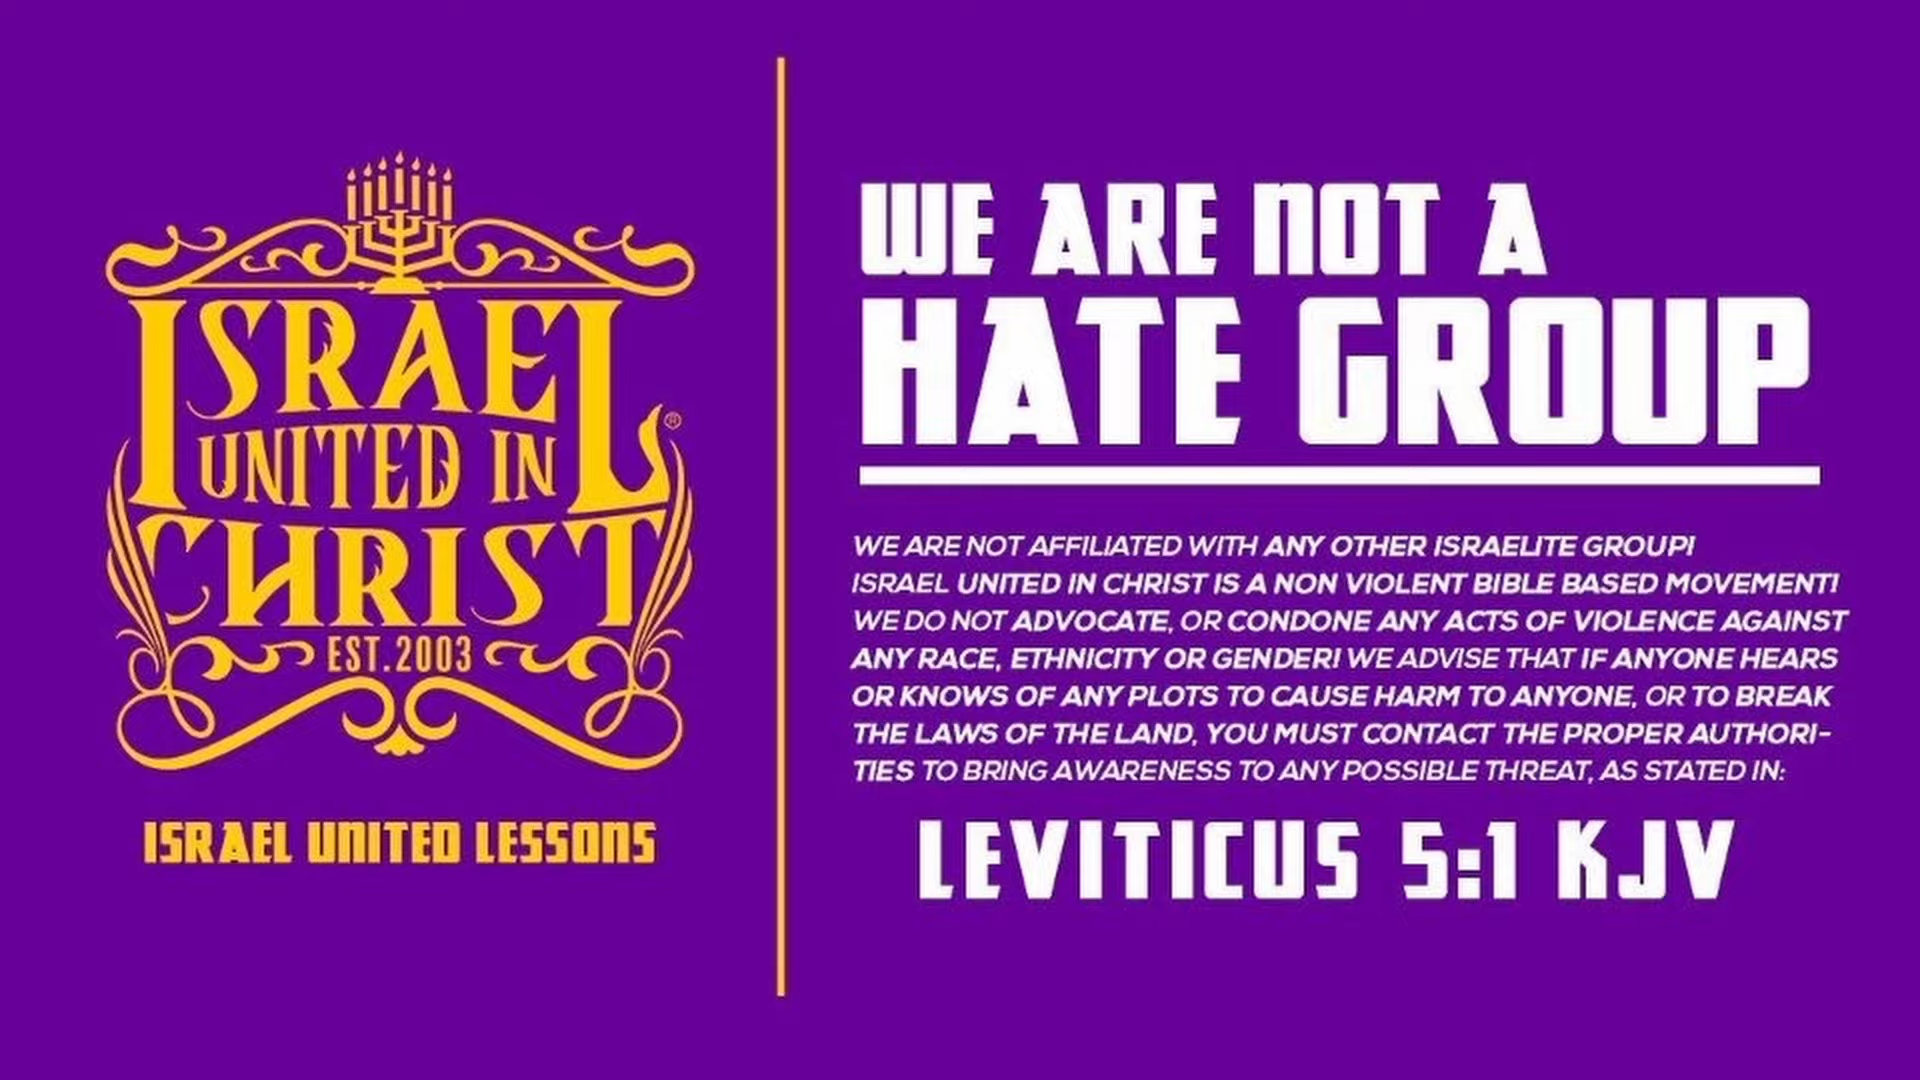 ISRAEL
UNITED IN
CHRIST
®
EST.2003
ISRAEL UNITED LESSONS
WE ARE NOT A
HATE GROUP
WE ARE NOT AFFILIATED WITH ANY OTHER ISRAELITE GROUP!
ISRAEL UNITED IN CHRIST IS A NON VIOLENT BIBLE BASED MOVEMENT!
WE DO NOT ADVOCATE, OR CONDONE ANY ACTS OF VIOLENCE AGAINST
ANY RACE, ETHNICITY OR GENDER! WE ADVISE THAT IF ANYONE HEARS
OR KNOWS OF ANY PLOTS TO CAUSE HARM TO ANYONE, OR TO BREAK
THE LAWS OF THE LAND, YOU MUST CONTACT THE PROPER AUTHORI-
TIES TO BRING AWARENESS TO ANY POSSIBLE THREAT, AS STATED IN:
LEVITICUS 5:1 KJV